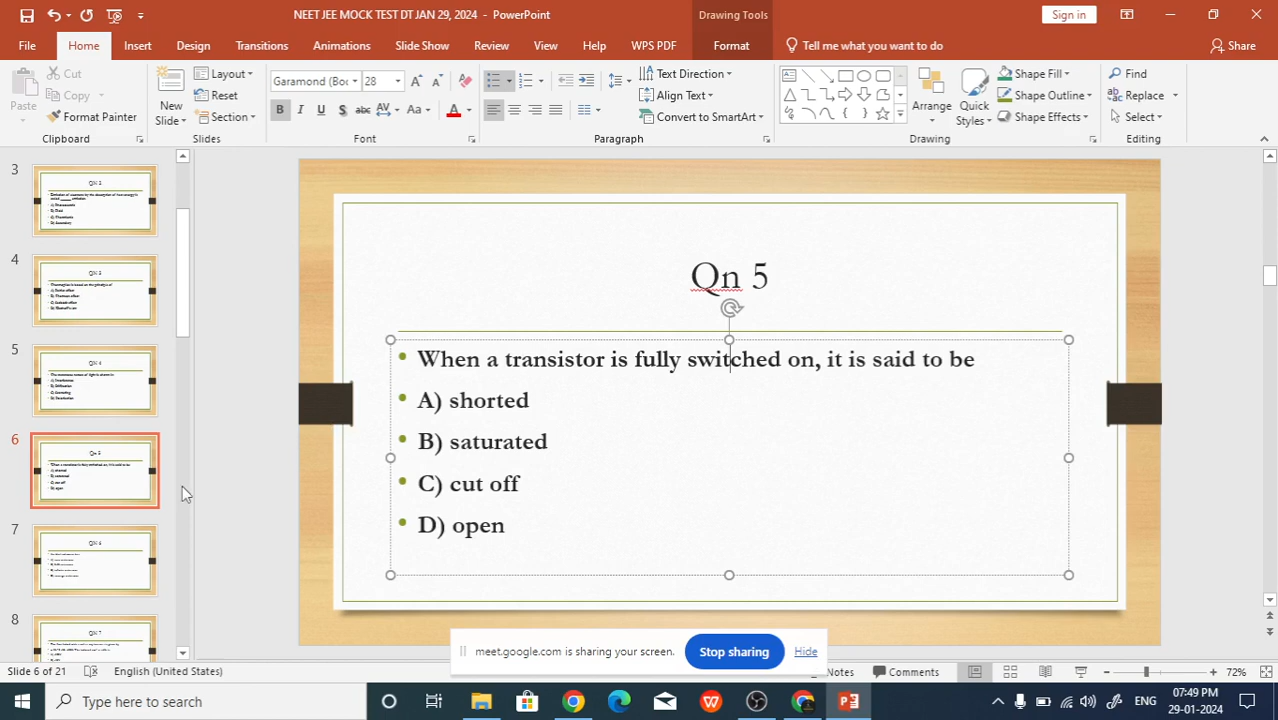 NEET JEE MOCK TEST DT JAN 29, 2024 - PowerPoint
Drawing Tools
Sign in
File Home Insert Design Transitions Animations Slide Show Review View Help WPS PDF Format Tell me what you want to do Share
Cut
Copy
Format Painter
Paste
Clipboard
New Slide
Layout
Reset
Section
Slides
Garamond (Boc 28
Font
Text Direction
Align Text
Convert to SmartArt
Paragraph
Arrange
Quick Styles
Shape Fill
Shape Outline
Shape Effects
Drawing
Find
Replace
Select
Editing
3
4
5
6
7
8
Qn 5
• When a transistor is fully switched on, it is said to be
• A) shorted
• B) saturated
• C) cut off
• D) open
meet.google.com is sharing your screen. Stop sharing Hide
Slide 6 of 21 English (United States) Notes Comments 72%
Type here to search
ENG
07:49 PM
29-01-2024